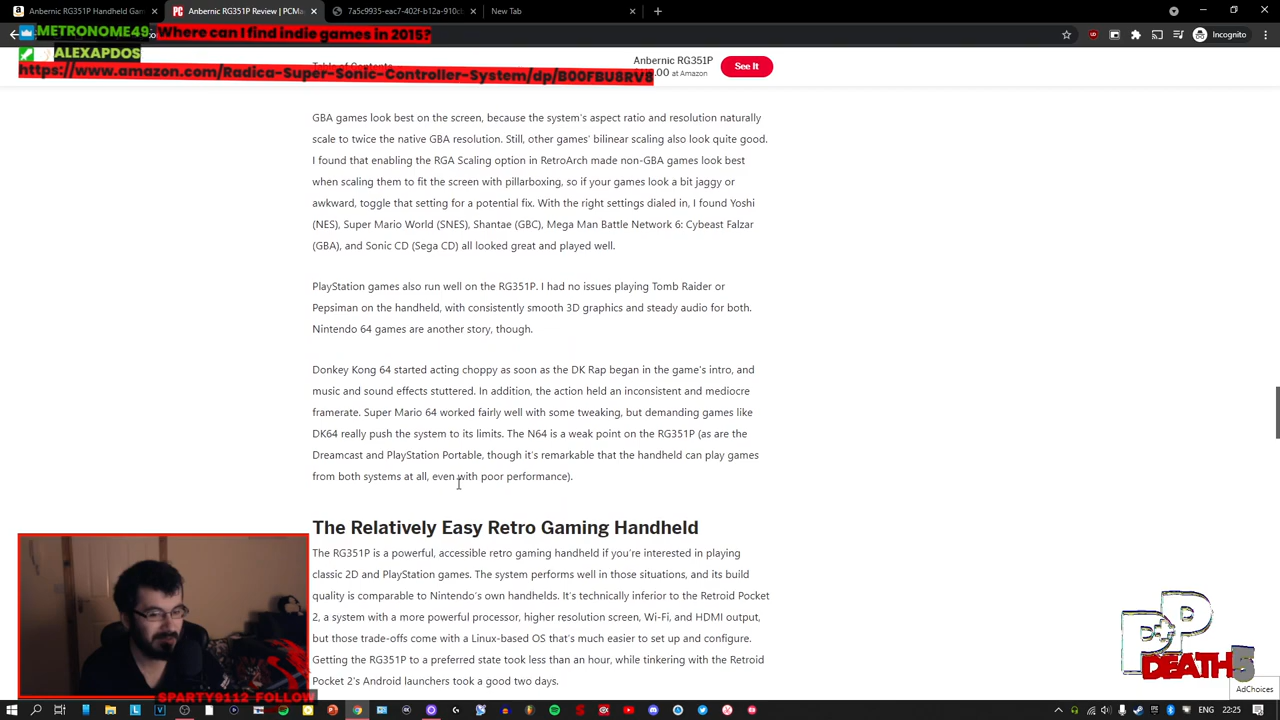 ANBERNIC Handheld Gam
Anbernic RG351P Review | PCMa
7a5c9935-eac7-402f-b12a-910c
New Tab
METRONOME49: Where can I find indie games in 2015?
Incognito
ALEXAPDOS
https://www.amazon.com/Radica-Super-Sonic-Controller-System/dp/B00FBU8RV8
Table of Contents
Anbernic RG351P
.00 at Amazon
See It
GBA games look best on the screen, because the system's aspect ratio and resolution naturally
scale to twice the native GBA resolution. Still, other games' bilinear scaling also look quite good.
I found that enabling the RGA Scaling option in RetroArch made non-GBA games look best
when scaling them to fit the screen with pillarboxing, so if your games look a bit jaggy or
awkward, toggle that setting for a potential fix. With the right settings dialed in, I found Yoshi
(NES), Super Mario World (SNES), Shantae (GBC), Mega Man Battle Network 6: Cybeast Falzar
(GBA), and Sonic CD (Sega CD) all looked great and played well.
PlayStation games also run well on the RG351P. I had no issues playing Tomb Raider or
Pepsiman on the handheld, with consistently smooth 3D graphics and steady audio for both.
Nintendo 64 games are another story, though.
Donkey Kong 64 started acting choppy as soon as the DK Rap began in the game's intro, and
music and sound effects stuttered. In addition, the action held an inconsistent and mediocre
framerate. Super Mario 64 worked fairly well with some tweaking, but demanding games like
DK64 really push the system to its limits. The N64 is a weak point on the RG351P (as are the
Dreamcast and PlayStation Portable, though it's remarkable that the handheld can play games
from both systems at all, even with poor performance).
The Relatively Easy Retro Gaming Handheld
The RG351P is a powerful, accessible retro gaming handheld if you're interested in playing
classic 2D and PlayStation games. The system performs well in those situations, and its build
quality is comparable to Nintendo's own handhelds. It's technically inferior to the Retroid Pocket
2, a system with a more powerful processor, higher resolution screen, Wi-Fi, and HDMI output,
but those trade-offs come with a Linux-based OS that's much easier to set up and configure.
Getting the RG351P to a preferred state took less than an hour, while tinkering with the Retroid
Pocket 2's Android launchers took a good two days.
DEATH
AdChoices
SPARTY9112 FOLLOW
ENG
22:25